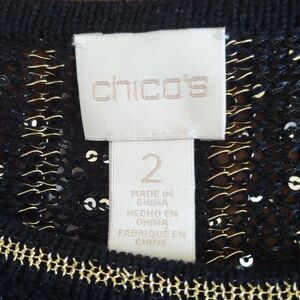 chico's
2
MADE IN
CHINA
HECHO EN
CHINA
FABRIQUÉ EN
CHINE